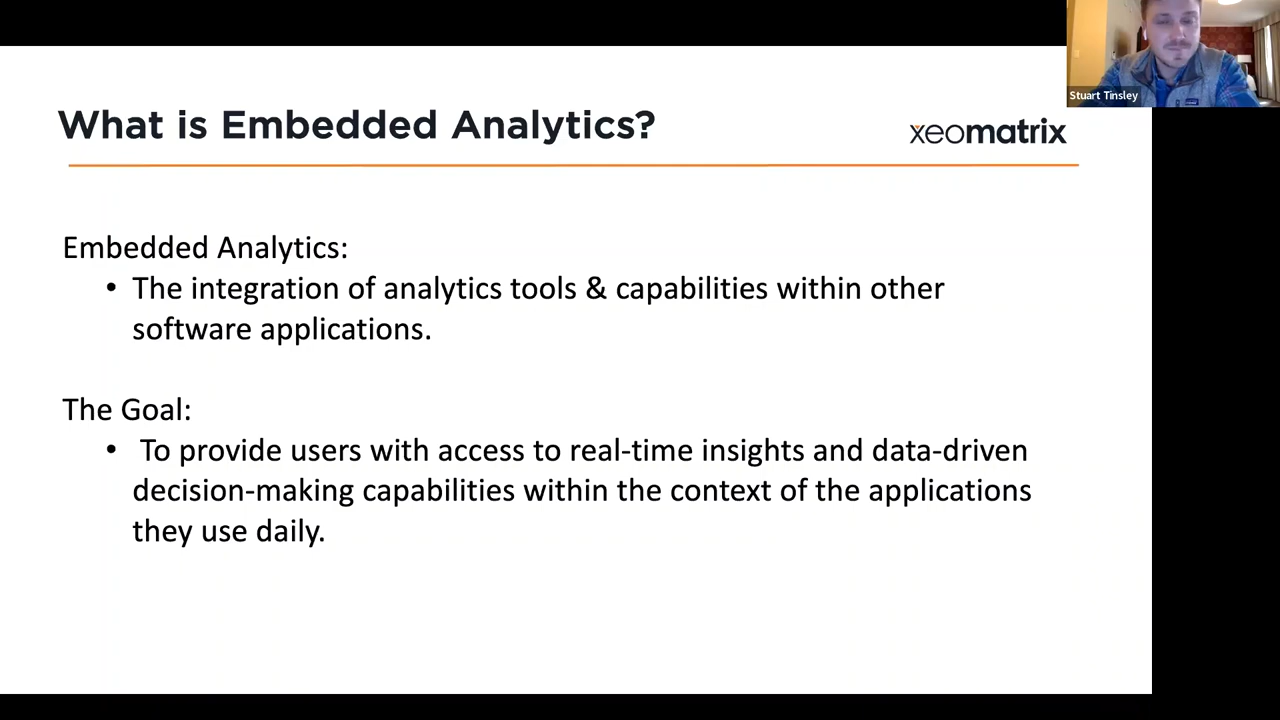 Stuart Tinsley
What is Embedded Analytics?
xeomatrix
Embedded Analytics:
• The integration of analytics tools & capabilities within other
software applications.
The Goal:
• To provide users with access to real-time insights and data-driven
decision-making capabilities within the context of the applications
they use daily.